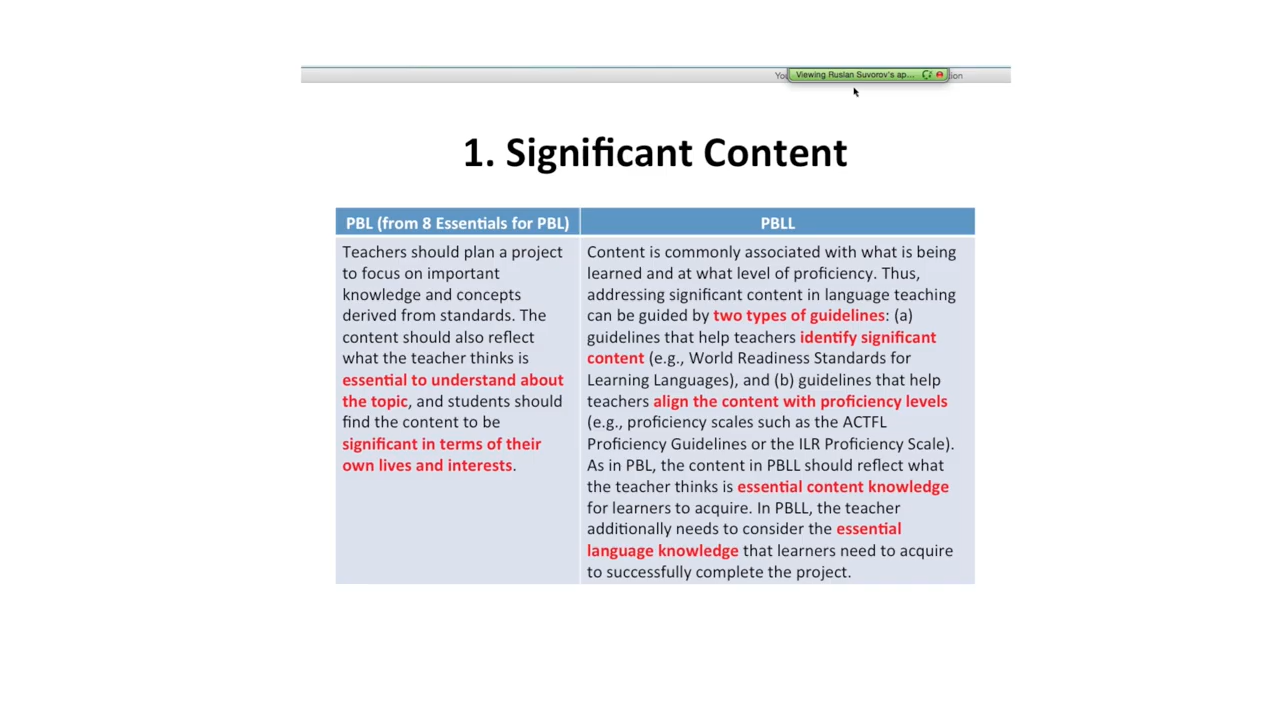 You
Viewing Ruslan Suvorov's ap...
ion
1. Significant Content
PBL (from 8 Essentials for PBL)
Teachers should plan a project
to focus on important
knowledge and concepts
derived from standards. The
content should also reflect
what the teacher thinks is
essential to understand about
the topic, and students should
find the content to be
significant in terms of their
own lives and interests.
PBLL
Content is commonly associated with what is being
learned and at what level of proficiency. Thus,
addressing significant content in language teaching
can be guided by two types of guidelines: (a)
guidelines that help teachers identify significant
content (e.g., World Readiness Standards for
Learning Languages), and (b) guidelines that help
teachers align the content with proficiency levels
(e.g., proficiency scales such as the ACTFL
Proficiency Guidelines or the ILR Proficiency Scale).
As in PBL, the content in PBLL should reflect what
the teacher thinks is essential content knowledge
for learners to acquire. In PBLL, the teacher
additionally needs to consider the essential
language knowledge that learners need to acquire
to successfully complete the project.